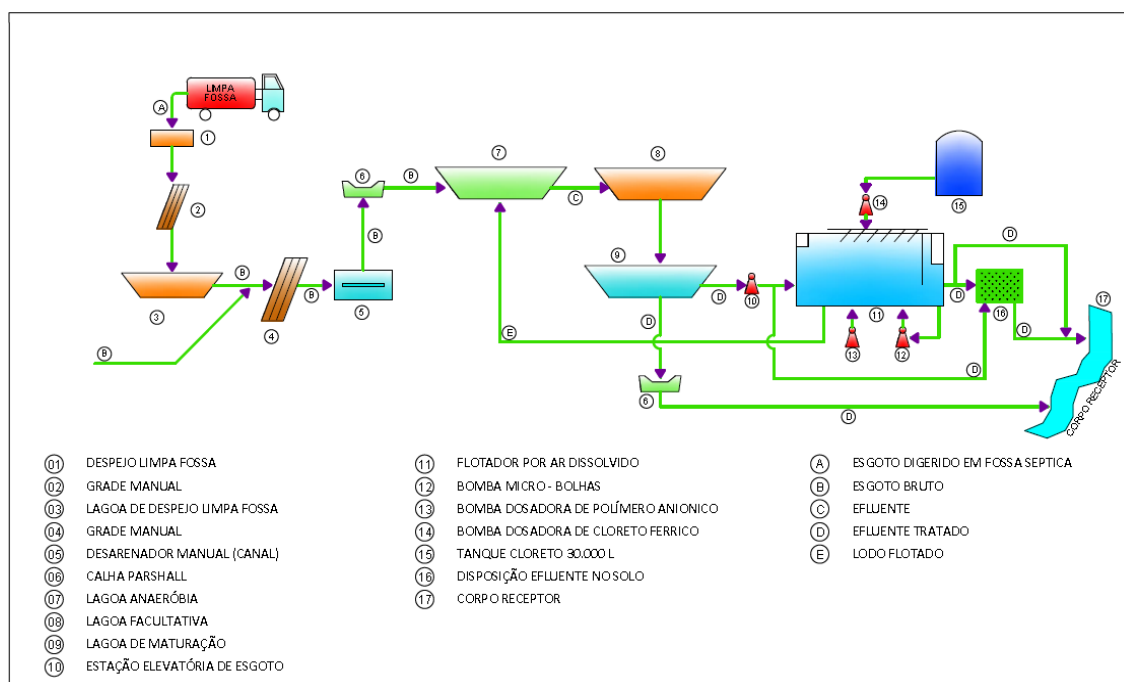 LIMPA
FOSSA
A
1
2
3
B
B
4
B
5
B
6
B
7
C
8
9
D
10
D
6
D
E
11
12
13
14
15
D
D
16
D
D
17
CORPO RECEPTOR
01 DESPEJO LIMPA FOSSA
02 GRADE MANUAL
03 LAGOA DE DESPEJO LIMPA FOSSA
04 GRADE MANUAL
05 DESARENADOR MANUAL (CANAL)
06 CALHA PARSHALL
07 LAGOA ANAERÓBIA
08 LAGOA FACULTATIVA
09 LAGOA DE MATURAÇÃO
10 ESTAÇÃO ELEVATÓRIA DE ESGOTO
11 FLOTADOR POR AR DISSOLVIDO
12 BOMBA MICRO - BOLHAS
13 BOMBA DOSADORA DE POLÍMERO ANIONICO
14 BOMBA DOSADORA DE CLORETO FERRICO
15 TANQUE CLORETO 30.000 L
16 DISPOSIÇÃO EFLUENTE NO SOLO
17 CORPO RECEPTOR
A ESGOTO DIGERIDO EM FOSSA SEPTICA
B ESGOTO BRUTO
C EFLUENTE
D EFLUENTE TRATADO
E LODO FLOTADO